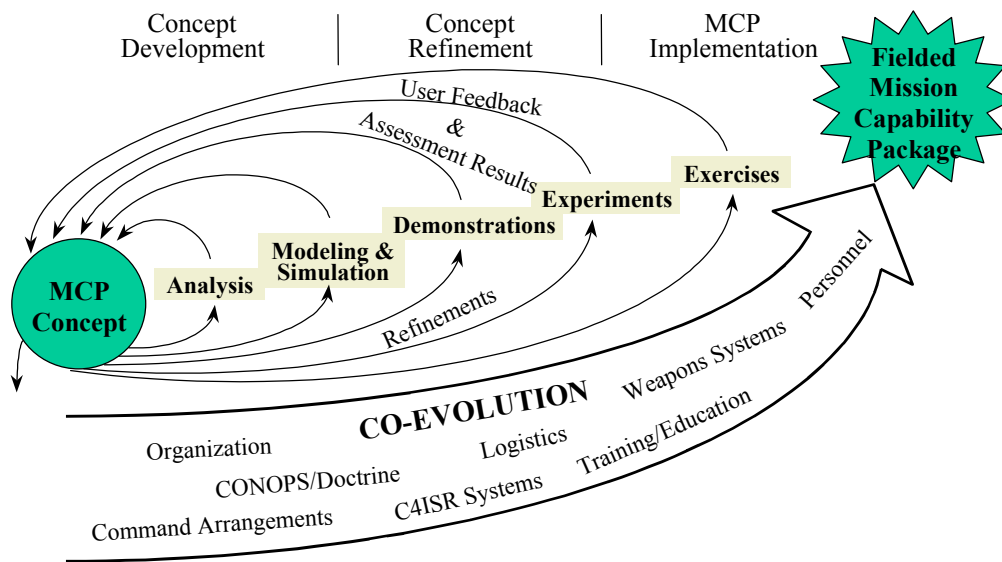 Concept
Development
Concept
Refinement
MCP
Implementation
Fielded
Mission
Capability
Package
User Feedback
&
Assessment Results
Exercises
Experiments
Demonstrations
Modeling &
Simulation
Analysis
MCP
Concept
Refinements
Personnel
Weapons Systems
CO-EVOLUTION
Organization
Logistics
Training/Education
CONOPS/Doctrine
C4ISR Systems
Command Arrangements